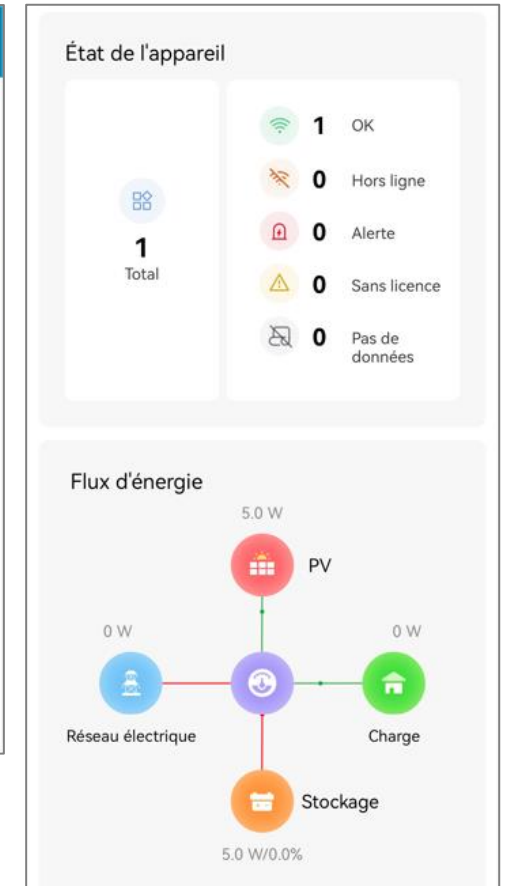 État de l'appareil
1
Total
1 OK
0 Hors ligne
0 Alerte
0 Sans licence
0 Pas de
données
Flux d'énergie
5.0 W
PV
0 W
0 W
Réseau électrique
Charge
Stockage
5.0 W/0.0%